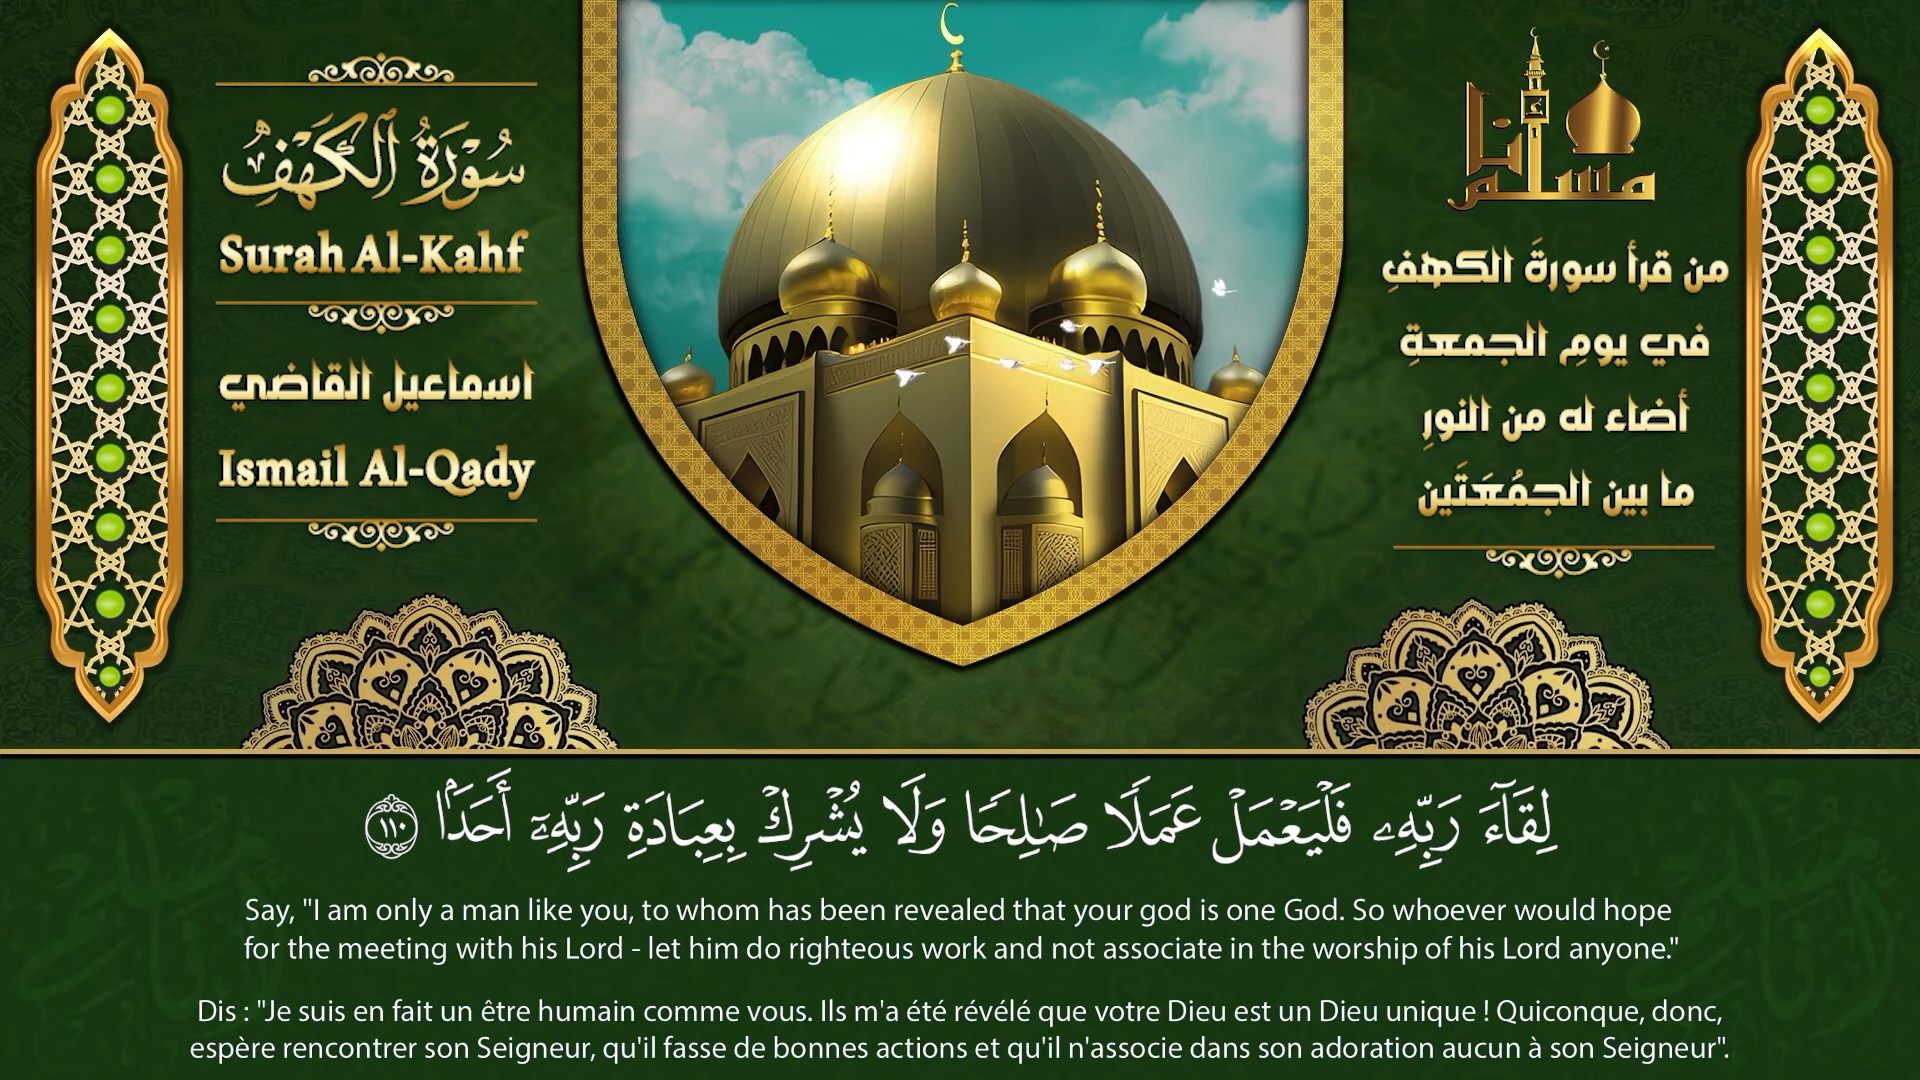 سُورَةُ ٱلْكَهْفِ
Surah Al-Kahf
اسماعيل القاضي
Ismail Al-Qady
انا
مسلم
من قرأ سورةَ الكهفِ
في يومِ الجمعةِ
أضاء له من النورِ
ما بين الجمُعَتَين
لِقَآءَ رَبِّهِۦ فَلْيَعْمَلْ عَمَلًا صَٰلِحًا وَلَا يُشْرِكْ بِعِبَادَةِ رَبِّهِۦٓ أَحَدًۢا ١١٠
Say, "I am only a man like you, to whom has been revealed that your god is one God. So whoever would hope
for the meeting with his Lord - let him do righteous work and not associate in the worship of his Lord anyone."
Dis : "Je suis en fait un être humain comme vous. Ils m'a été révélé que votre Dieu est un Dieu unique ! Quiconque, donc,
espère rencontrer son Seigneur, qu'il fasse de bonnes actions et qu'il n'associe dans son adoration aucun à son Seigneur".